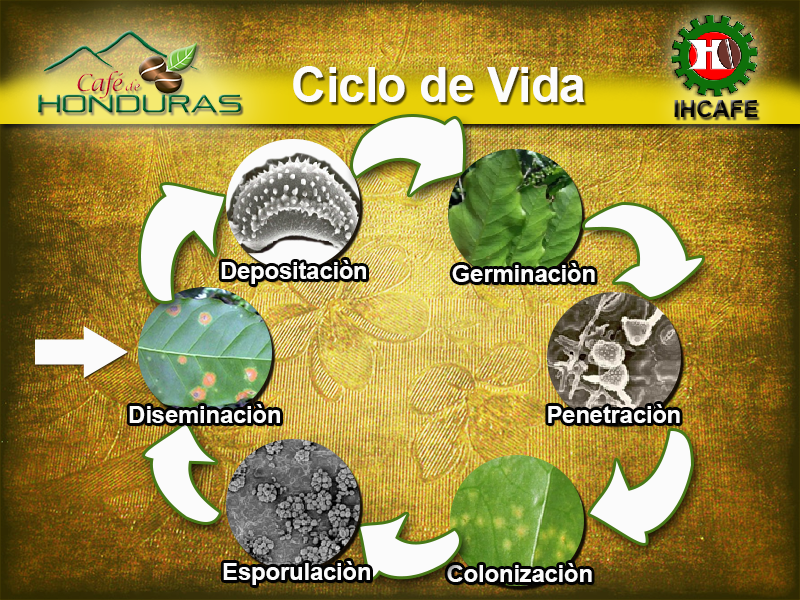 Café de
HONDURAS
Ciclo de Vida
H
IHCAFE
Depositaciòn
Germinaciòn
Diseminaciòn
Penetraciòn
Esporulaciòn
Colonizaciòn